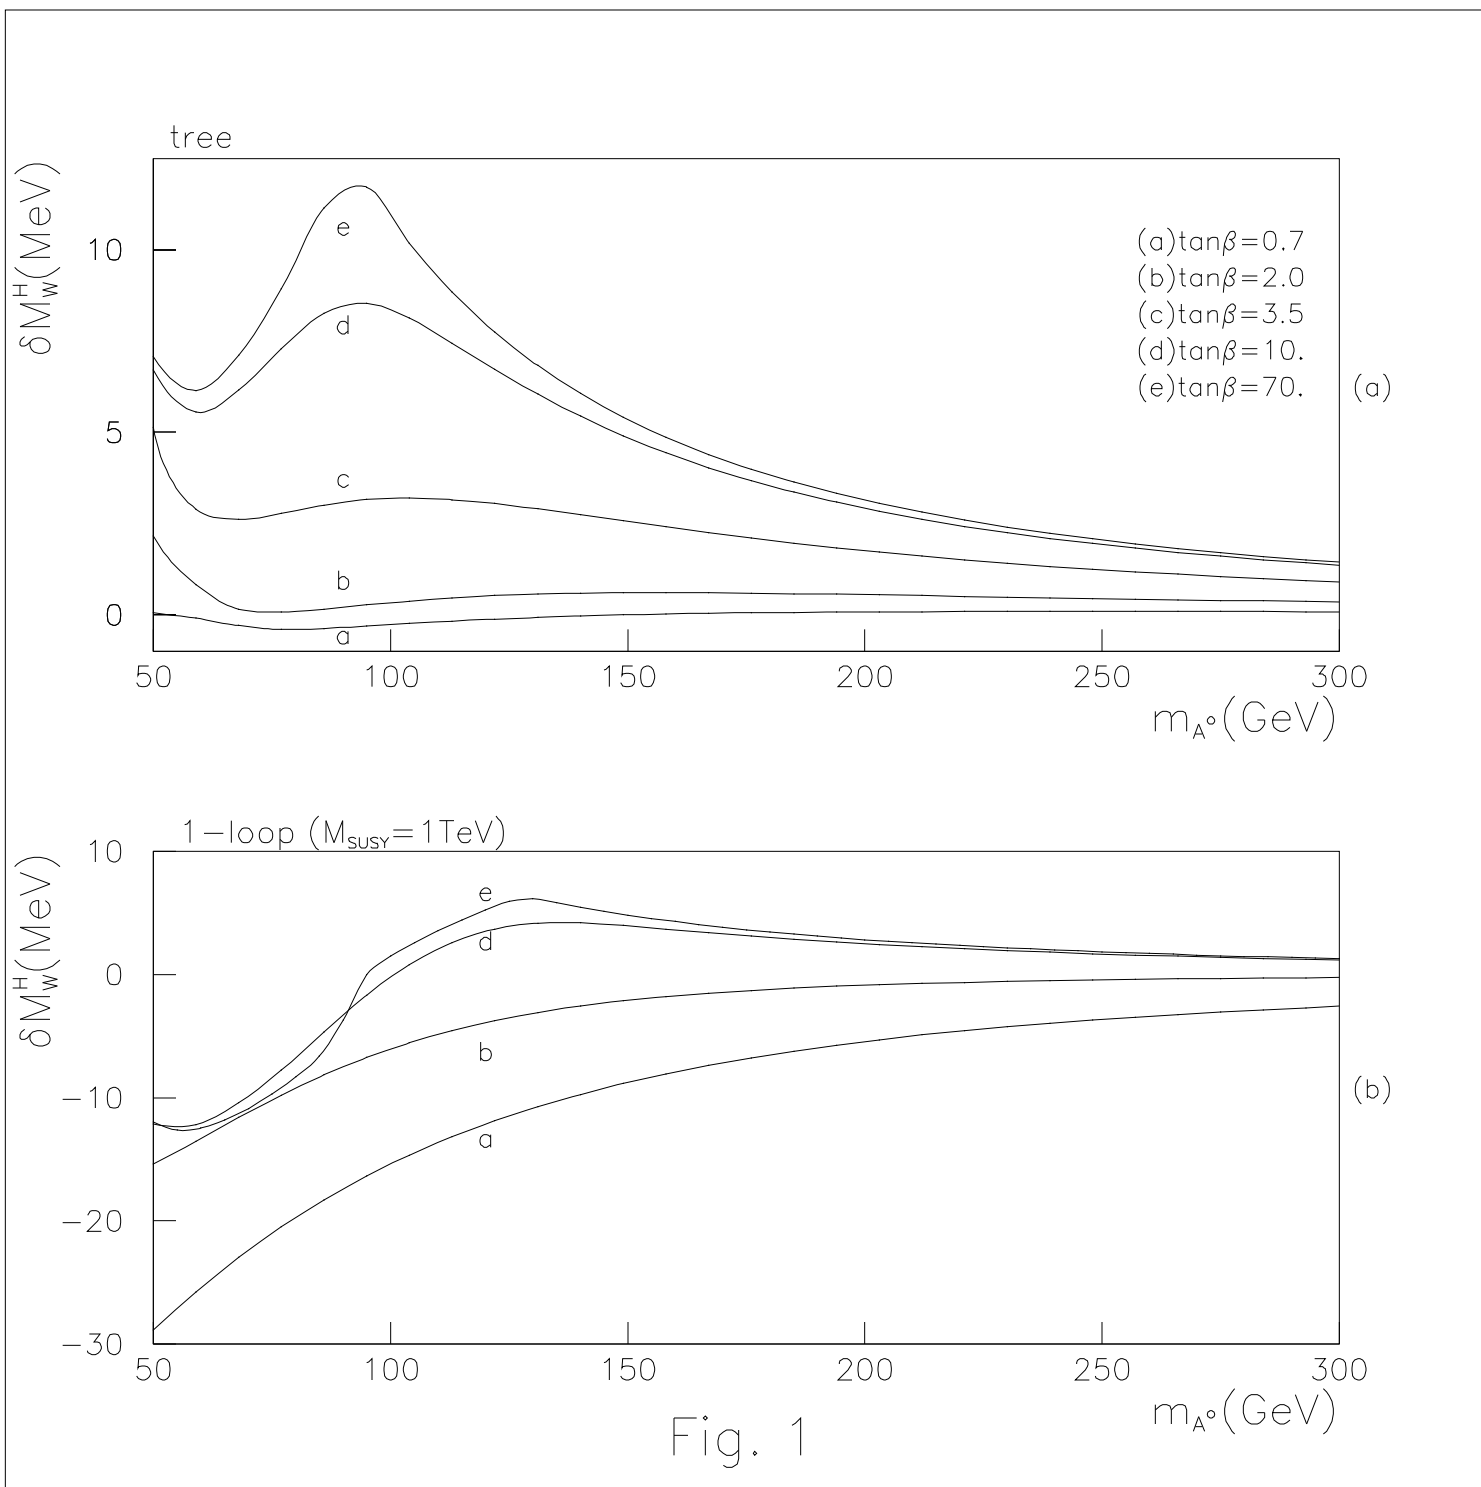 tree
δM_W^H(MeV)
10
5
0
e
d
c
b
a
(a)tanβ=0.7
(b)tanβ=2.0
(c)tanβ=3.5
(d)tanβ=10.
(e)tanβ=70.
(a)
50 100 150 200 250 300
m_A°(GeV)
1-loop (M_SUSY=1TeV)
δM_W^H(MeV)
10
0
-10
-20
-30
e
d
b
a
(b)
50 100 150 200 250 300
m_A°(GeV)
Fig. 1